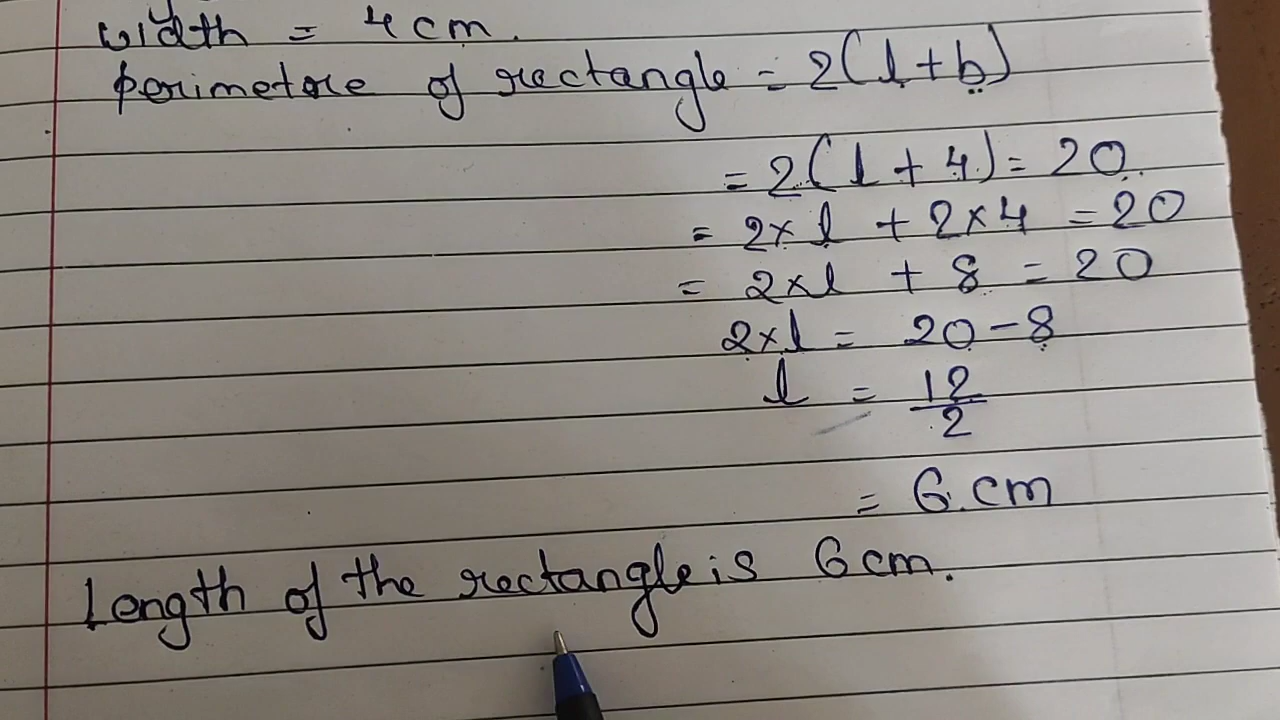 width = 4 cm.
perimetore of rectangle = 2(l+b)
= 2(l + 4) = 20
= 2×l + 2×4 = 20
= 2×l + 8 = 20
2×l = 20-8
l = 12/2
= 6 cm
Length of the rectangle is 6 cm.